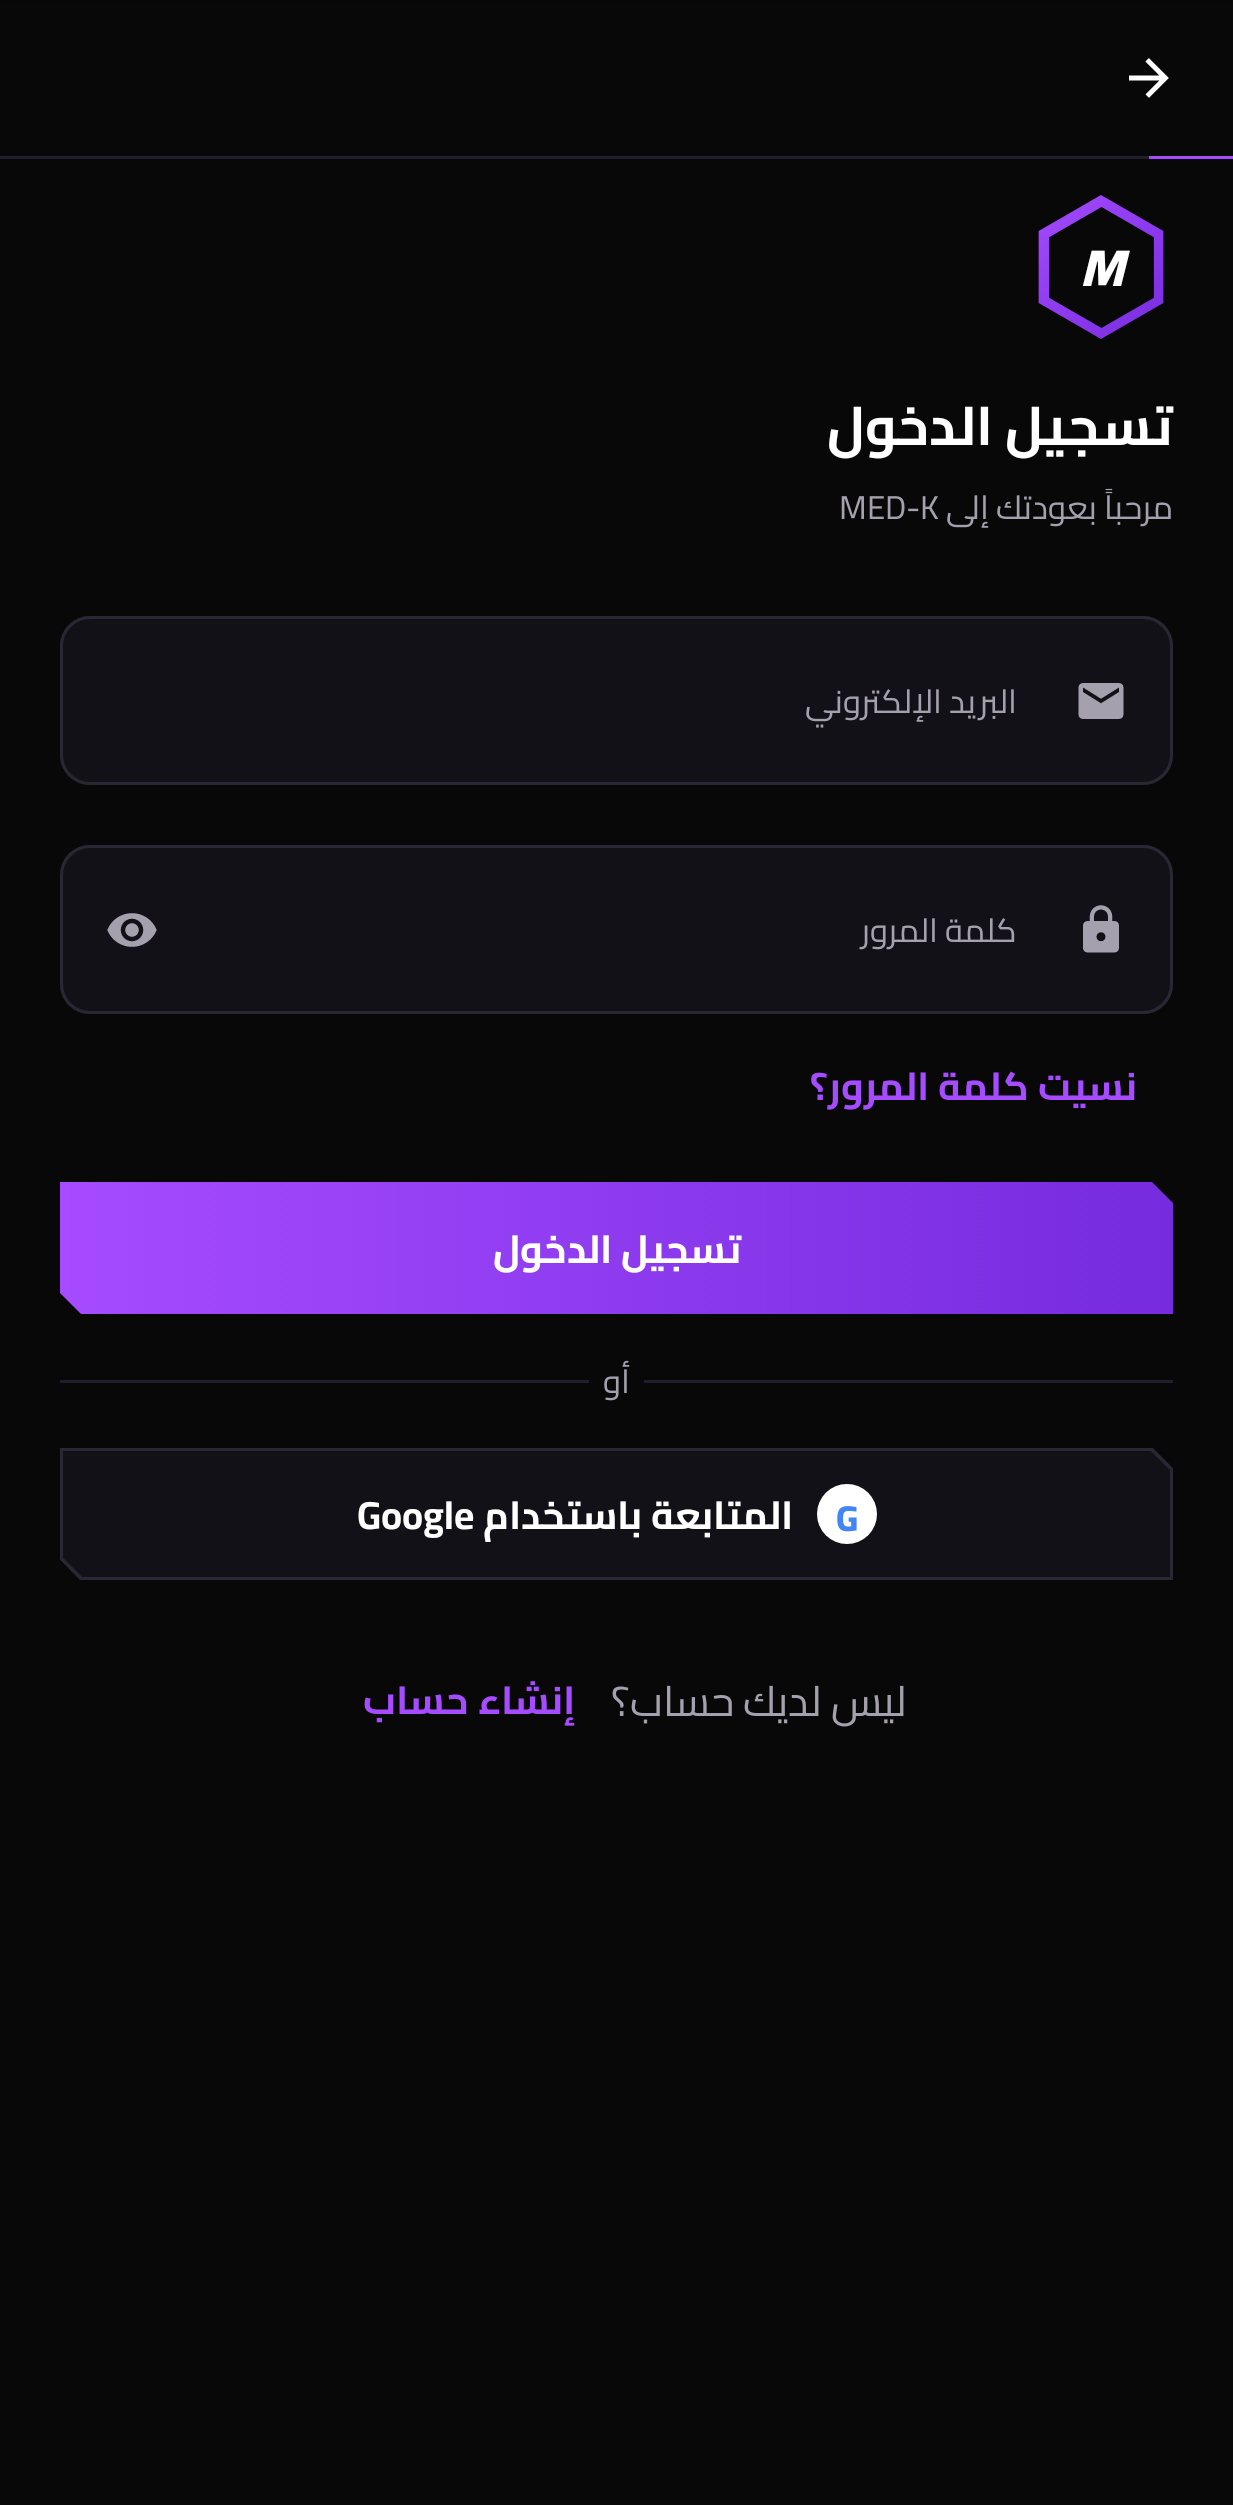 M
تسجيل الدخول
مرحباً بعودتك إلى MED-K
البريد الإلكتروني
كلمة المرور
نسيت كلمة المرور؟
تسجيل الدخول
أو
G المتابعة باستخدام Google
ليس لديك حساب؟ إنشاء حساب